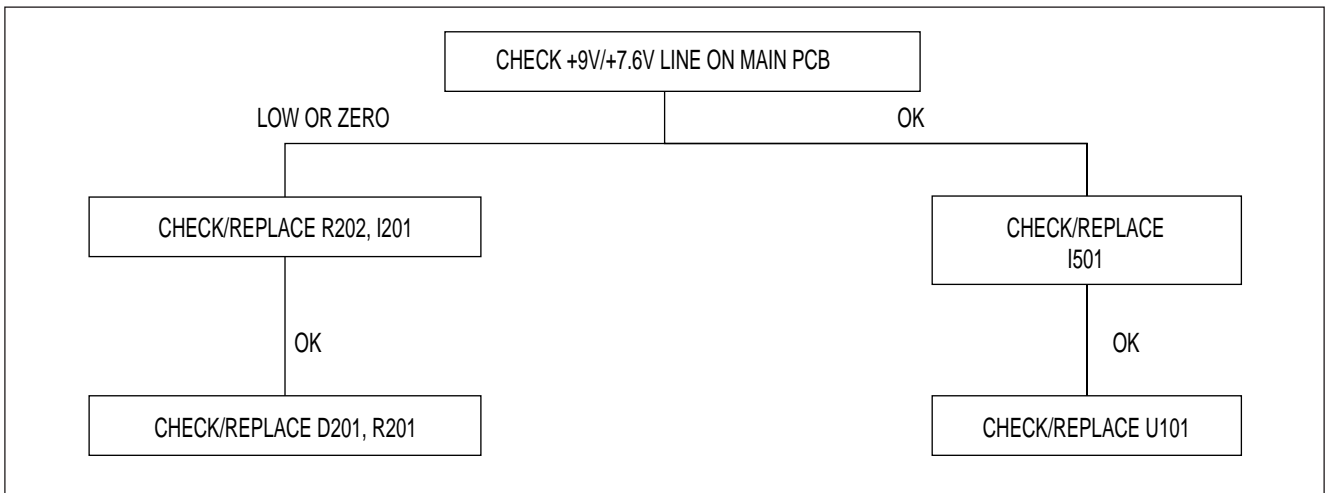 CHECK +9V/+7.6V LINE ON MAIN PCB
LOW OR ZERO
OK
CHECK/REPLACE R202, I201
CHECK/REPLACE
I501
OK
OK
CHECK/REPLACE D201, R201
CHECK/REPLACE U101